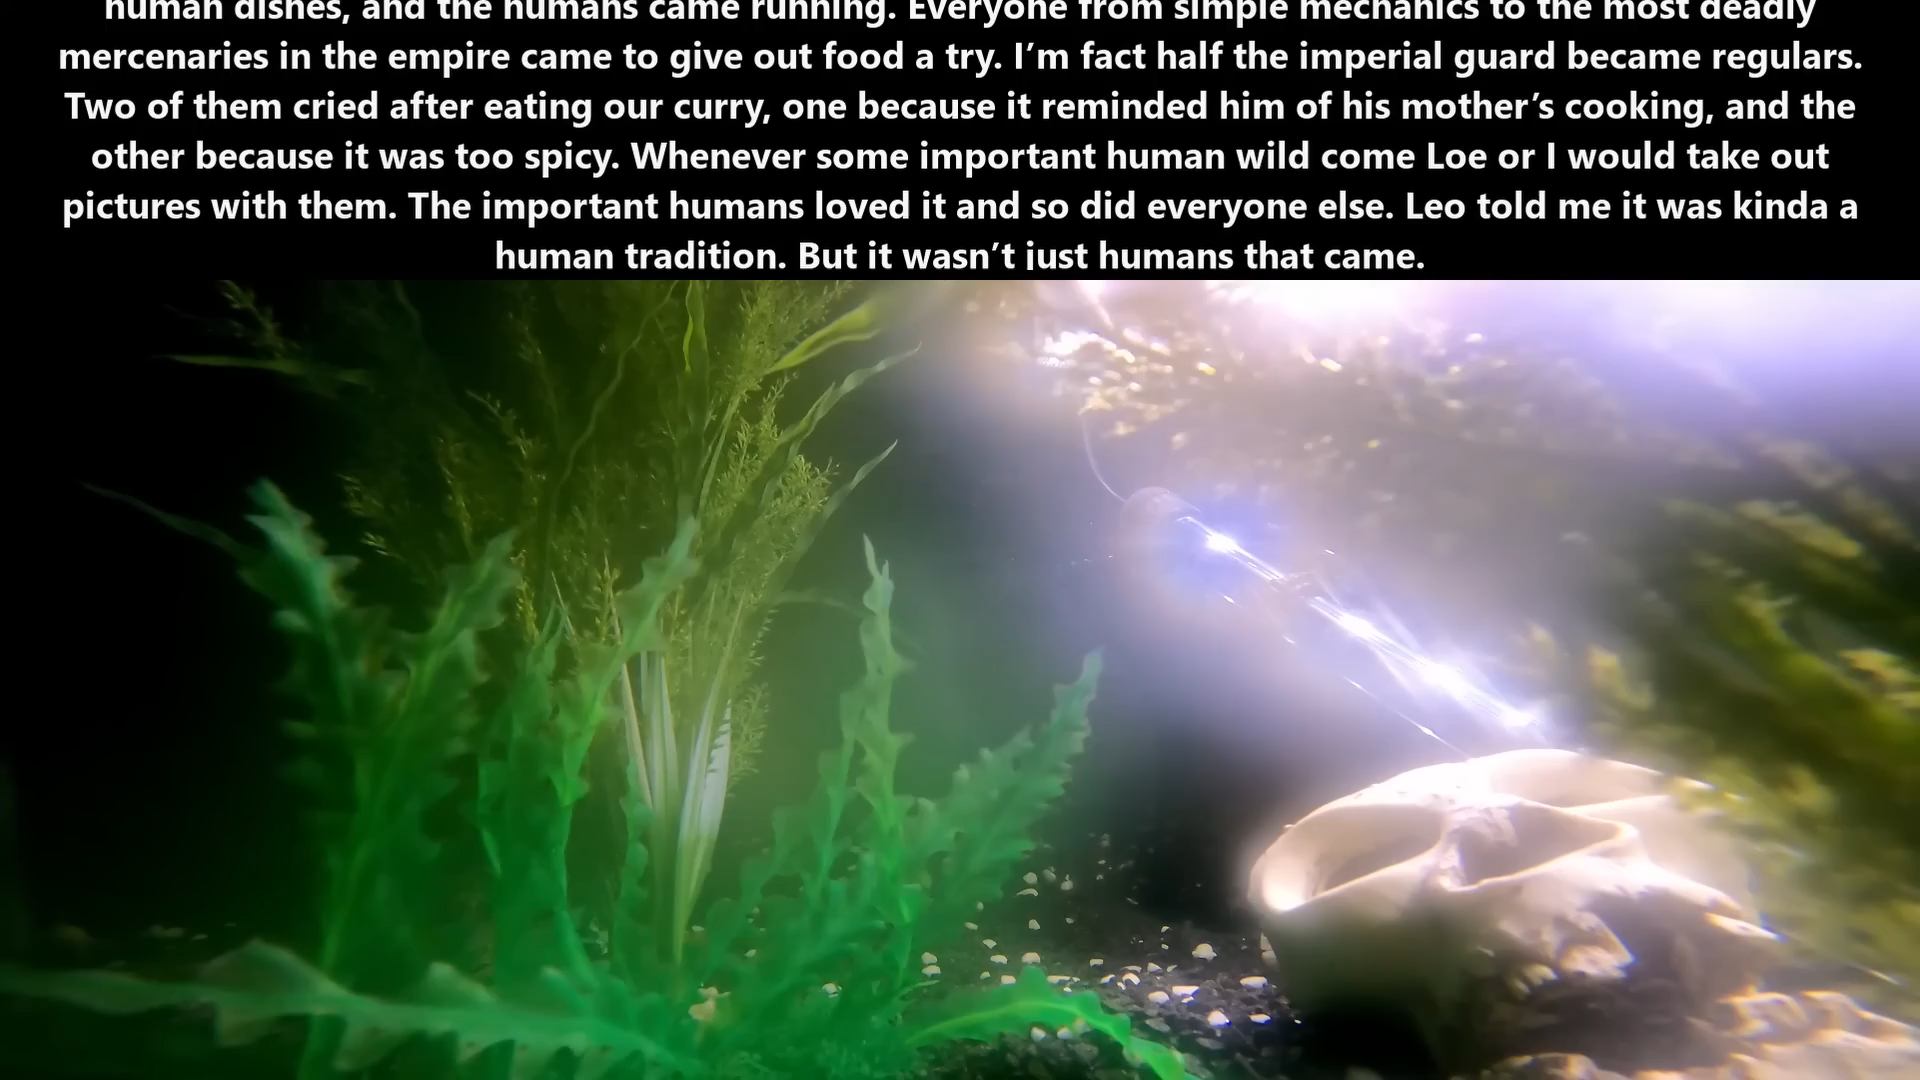 human dishes, and the humans came running. Everyone from simple mechanics to the most deadly
mercenaries in the empire came to give out food a try. I’m fact half the imperial guard became regulars.
Two of them cried after eating our curry, one because it reminded him of his mother’s cooking, and the
other because it was too spicy. Whenever some important human wild come Loe or I would take out
pictures with them. The important humans loved it and so did everyone else. Leo told me it was kinda a
human tradition. But it wasn’t just humans that came.